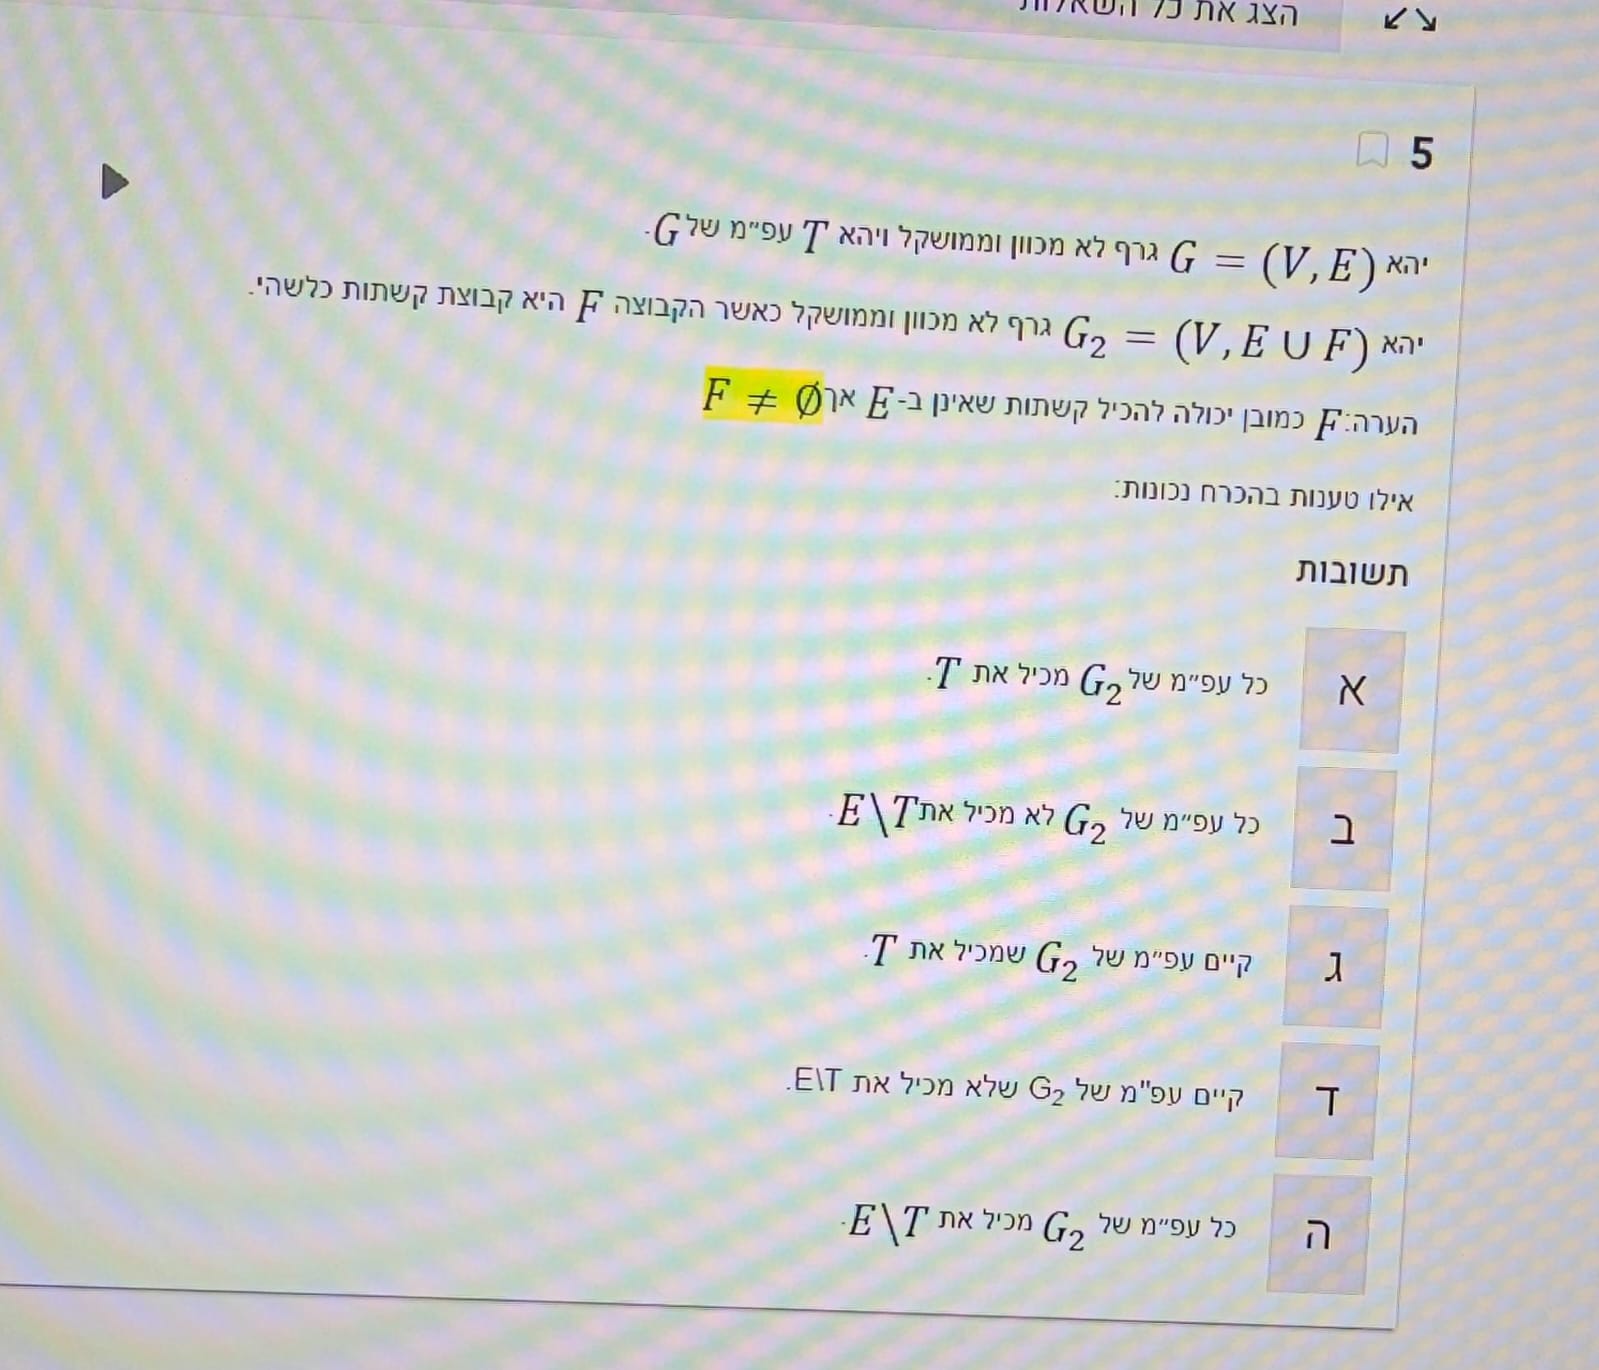 הצג את כל השאלות
5
יהא G = (V, E) גרף לא מכוון וממושקל ויהא T עפ״מ של G.
יהא G₂ = (V, E ∪ F) גרף לא מכוון וממושקל כאשר הקבוצה F היא קבוצת קשתות כלשהי.
הערה: F כמובן יכולה להכיל קשתות שאינן ב-E אך F ≠ ∅
אילו טענות בהכרח נכונות:
תשובות
א כל עפ״מ של G₂ מכיל את T.
ב כל עפ״מ של G₂ לא מכיל את E\T.
ג קיים עפ״מ של G₂ שמכיל את T.
ד קיים עפ"מ של G₂ שלא מכיל את E\T.
ה כל עפ״מ של G₂ מכיל את E\T.